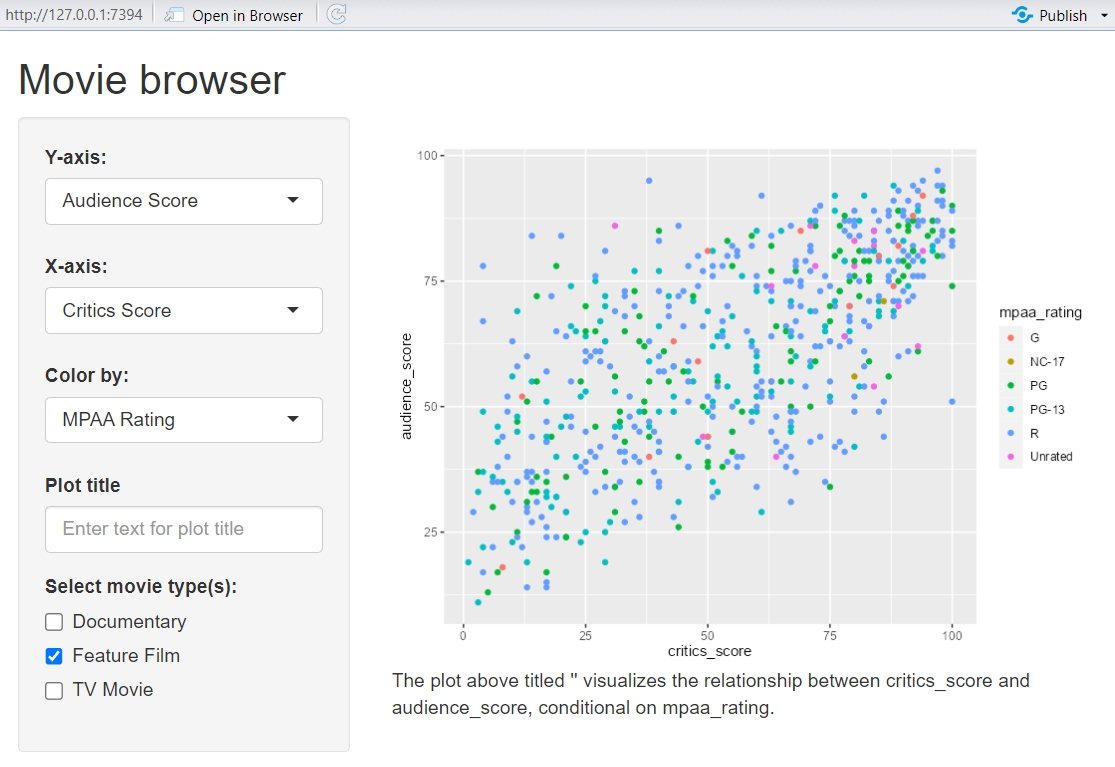 http://127.0.0.1:7394 Open in Browser Publish
Movie browser
Y-axis:
Audience Score
X-axis:
Critics Score
Color by:
MPAA Rating
Plot title
Enter text for plot title
Select movie type(s):
Documentary
Feature Film
TV Movie
100
75
50
25
audience_score
0 25 50 75 100
critics_score
mpaa_rating
G
NC-17
PG
PG-13
R
Unrated
The plot above titled '' visualizes the relationship between critics_score and
audience_score, conditional on mpaa_rating.